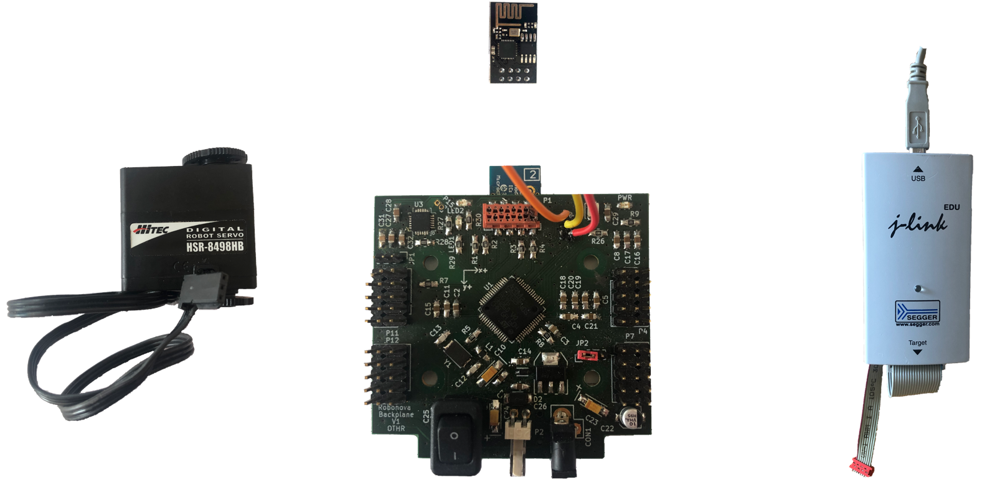 2
P1
PWR
C28
C27
C31
U3
P15
LED2
R27
R30
C29
R9
C32
R28
LED1
R29
R1
R2
R3
R4
R26
C8
C17
C16
JP1
x+
y+
R7
U1
C15
C11
C2
C18
C20
C19
C5
C4
C21
P11
P12
C13
R5
L1
C10
Y1
C12
C14
R8
C3
JP2
P4
P7
C7
D2
C26
C24
C25
C23
C22
+
+
P2
CON1
Robonova
Backplane
V1
OTHR
O
I
10
VHA
H95
HiTEC
DIGITAL
ROBOT SERVO
HSR-8498HB
USB
EDU
j-link
SEGGER
www.segger.com
Target